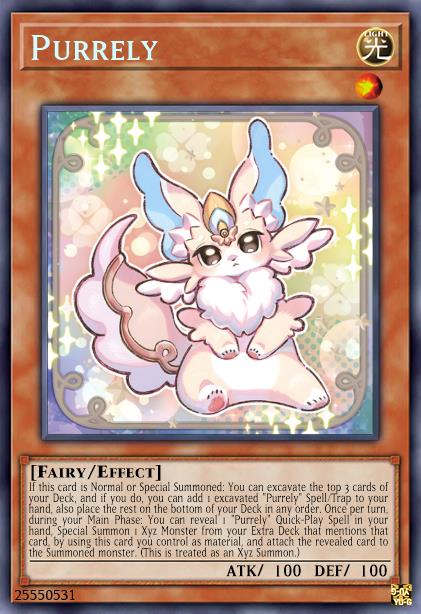 PURRELY
LIGHT
光
[FAIRY/EFFECT]
If this card is Normal or Special Summoned: You can excavate the top 3 cards of
your Deck, and if you do, you can add 1 excavated "Purrely" Spell/Trap to your
hand, also place the rest on the bottom of your Deck in any order. Once per turn,
during your Main Phase: You can reveal 1 "Purrely" Quick-Play Spell in your
hand, Special Summon 1 Xyz Monster from your Extra Deck that mentions that
card, by using this card you control as material, and attach the revealed card to
the Summoned monster. (This is treated as an Xyz Summon.)
ATK/ 100 DEF/ 100
25550531